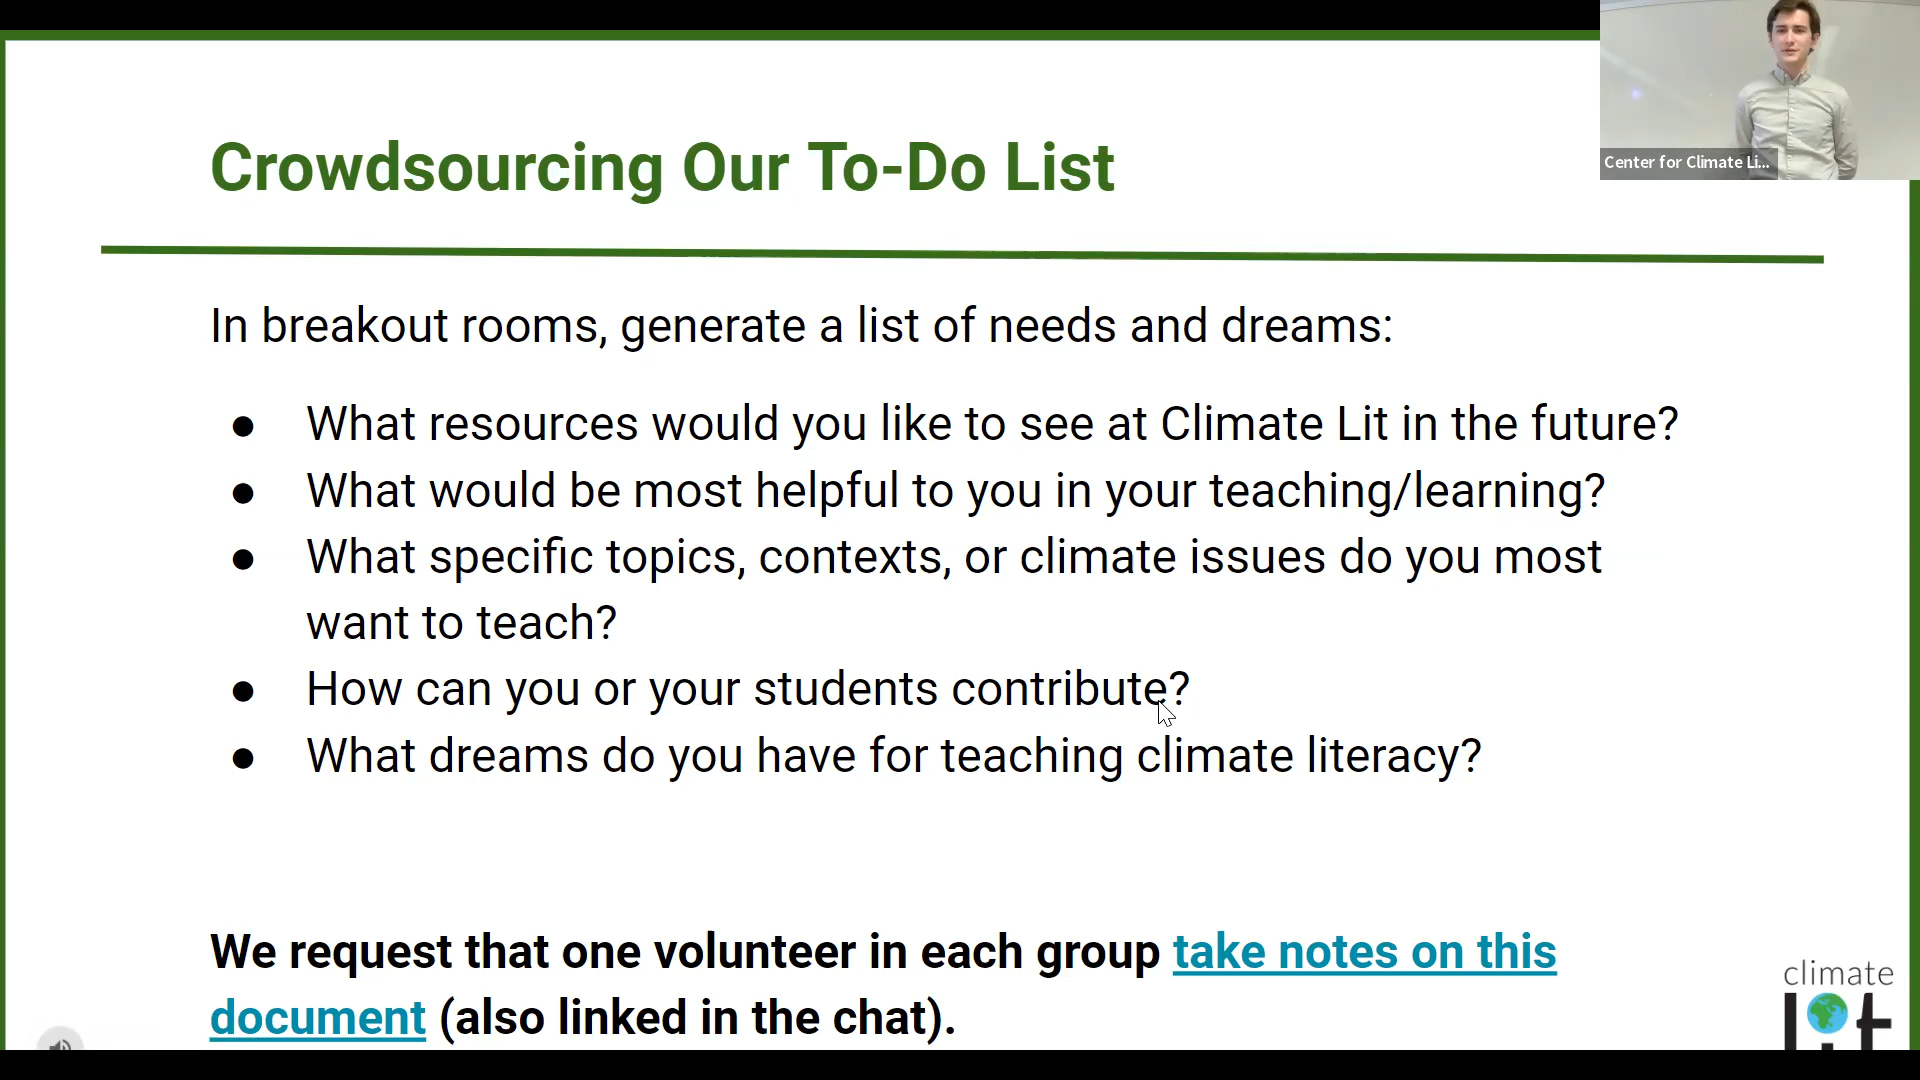 Crowdsourcing Our To-Do List
Center for Climate Li...
In breakout rooms, generate a list of needs and dreams:
● What resources would you like to see at Climate Lit in the future?
● What would be most helpful to you in your teaching/learning?
● What specific topics, contexts, or climate issues do you most
want to teach?
● How can you or your students contribute?
● What dreams do you have for teaching climate literacy?
We request that one volunteer in each group take notes on this
document (also linked in the chat).
climate
lit